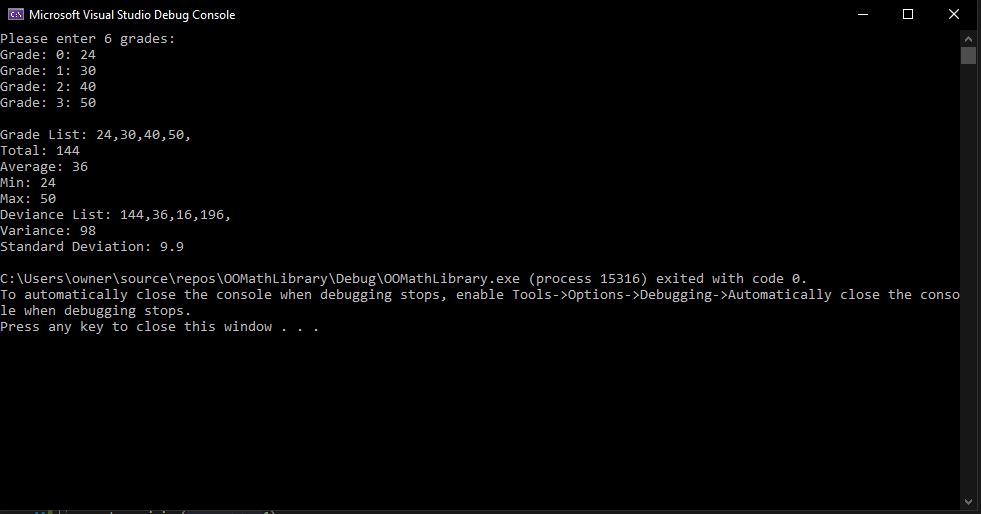 Microsoft Visual Studio Debug Console
Please enter 6 grades:
Grade: 0: 24
Grade: 1: 30
Grade: 2: 40
Grade: 3: 50
Grade List: 24,30,40,50,
Total: 144
Average: 36
Min: 24
Max: 50
Deviance List: 144,36,16,196,
Variance: 98
Standard Deviation: 9.9
C:\Users\owner\source\repos\OOMathLibrary\Debug\OOMathLibrary.exe (process 15316) exited with code 0.
To automatically close the console when debugging stops, enable Tools->Options->Debugging->Automatically close the conso
le when debugging stops.
Press any key to close this window . . .